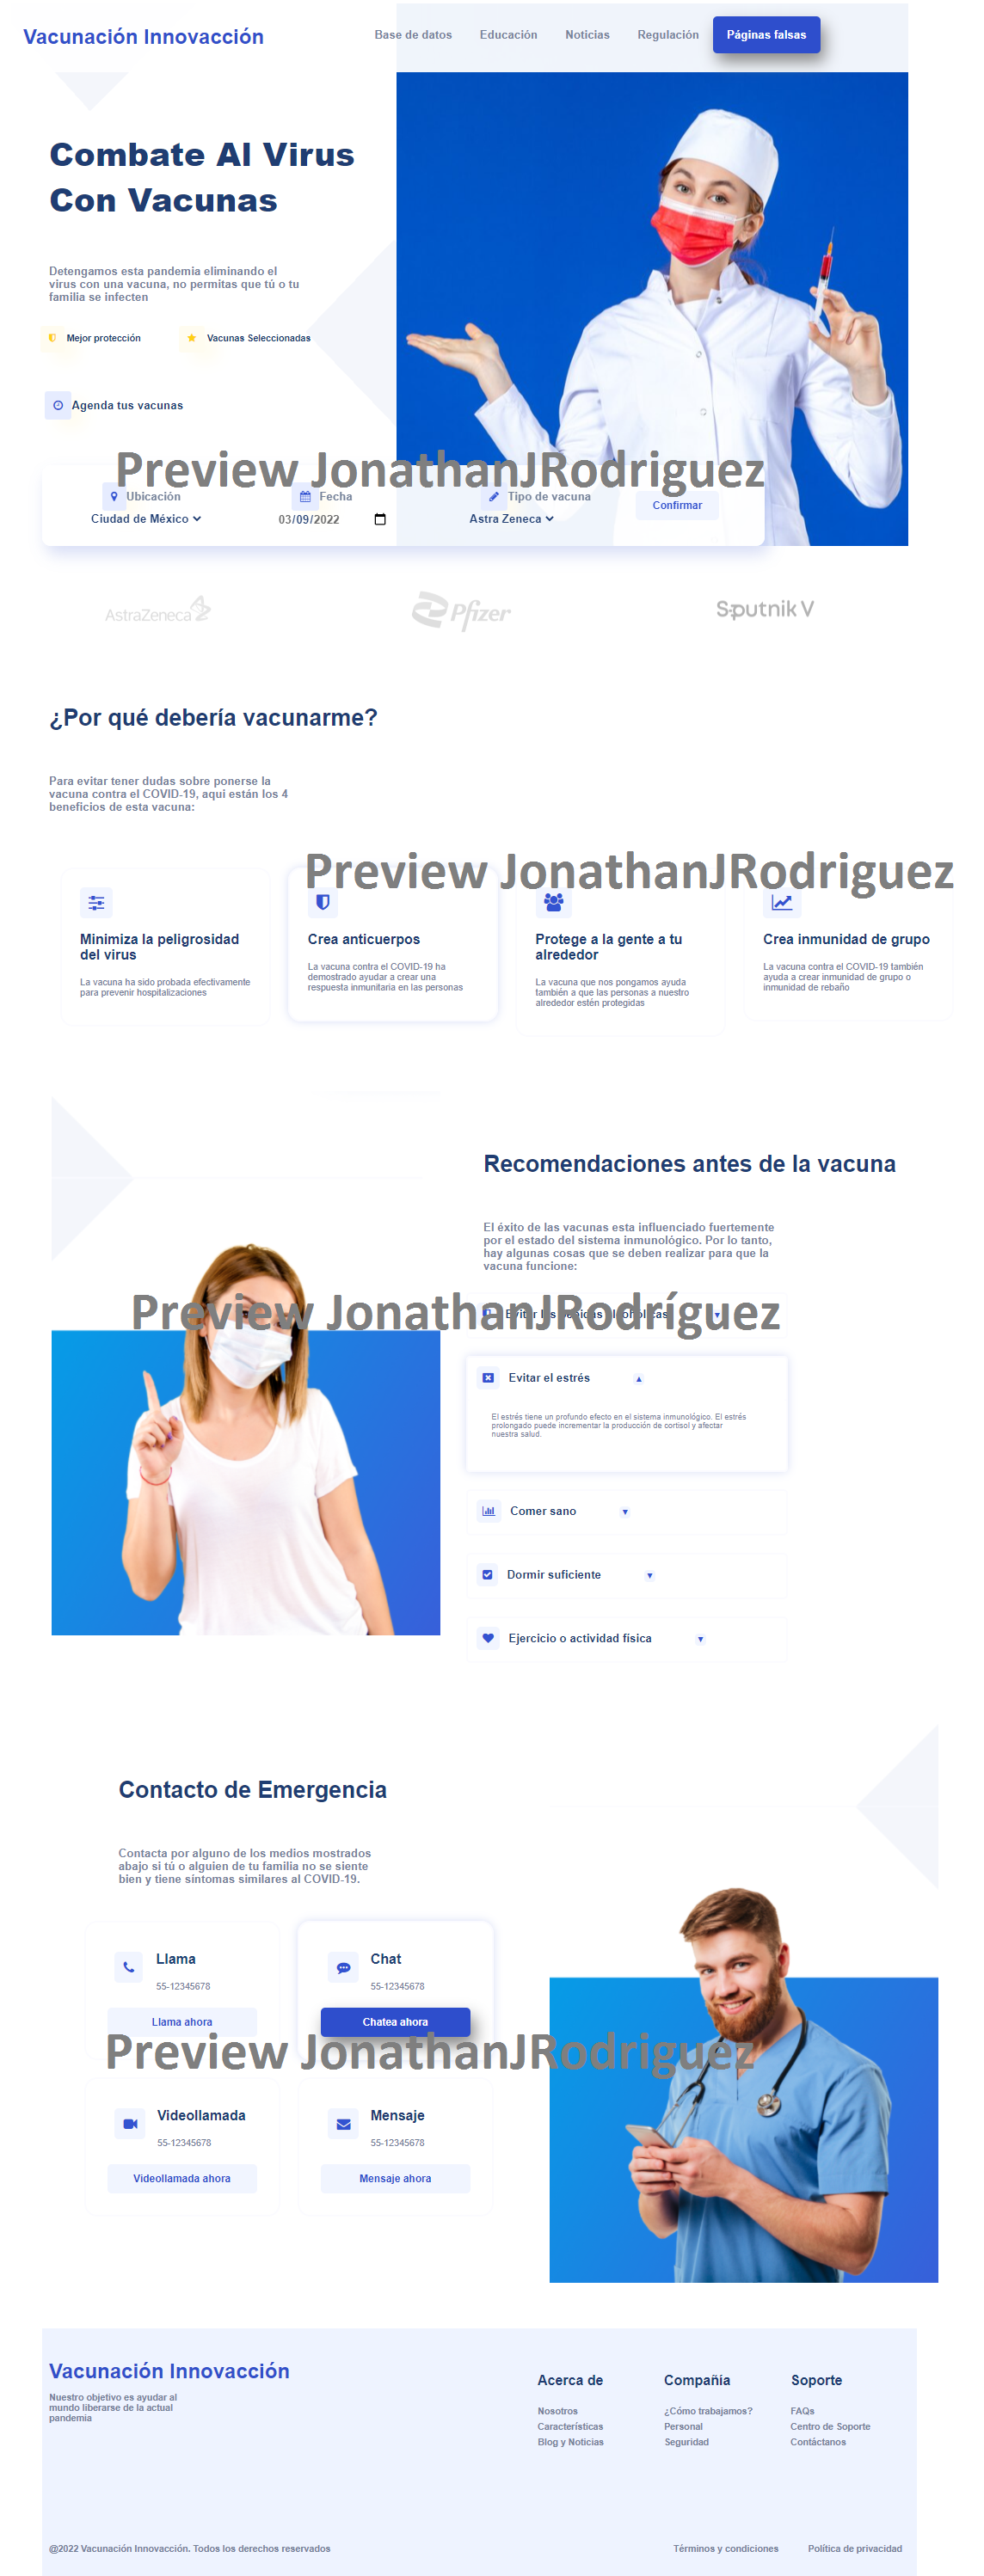 Vacunación Innovacción
Base de datos
Educación
Noticias
Regulación
Páginas falsas
Combate Al Virus
Con Vacunas
Detengamos esta pandemia eliminando el
virus con una vacuna, no permitas que tú o tu
familia se infecten
Mejor protección
Vacunas Seleccionadas
Agenda tus vacunas
Preview JonathanJRodriguez
Ubicación
Fecha
Tipo de vacuna
Ciudad de México
03/09/2022
Astra Zeneca
Confirmar
AstraZeneca
Pfizer
Sputnik V
¿Por qué debería vacunarme?
Para evitar tener dudas sobre ponerse la
vacuna contra el COVID-19, aqui están los 4
beneficios de esta vacuna:
Preview JonathanJRodriguez
Minimiza la peligrosidad
del virus
La vacuna ha sido probada efectivamente
para prevenir hospitalizaciones
Crea anticuerpos
La vacuna contra el COVID-19 ha
demostrado ayudar a crear una
respuesta inmunitaria en las personas
Protege a la gente a tu
alrededor
La vacuna que nos pongamos ayuda
también a que las personas a nuestro
alrededor estén protegidas
Crea inmunidad de grupo
La vacuna contra el COVID-19 también
ayuda a crear inmunidad de grupo o
inmunidad de rebaño
Recomendaciones antes de la vacuna
El éxito de las vacunas esta influenciado fuertemente
por el estado del sistema inmunológico. Por lo tanto,
hay algunas cosas que se deben realizar para que la
vacuna funcione:
Preview JonathanJRodríguez
Evitar las bebidas alcohólicas
Evitar el estrés
El estrés tiene un profundo efecto en el sistema inmunológico. El estrés
prolongado puede incrementar la producción de cortisol y afectar
nuestra salud.
Comer sano
Dormir suficiente
Ejercicio o actividad física
Contacto de Emergencia
Contacta por alguno de los medios mostrados
abajo si tú o alguien de tu familia no se siente
bien y tiene síntomas similares al COVID-19.
Llama
55-12345678
Llama ahora
Chat
55-12345678
Chatea ahora
Preview JonathanJRodriguez
Videollamada
55-12345678
Videollamada ahora
Mensaje
55-12345678
Mensaje ahora
Vacunación Innovacción
Nuestro objetivo es ayudar al
mundo liberarse de la actual
pandemia
Acerca de
Nosotros
Características
Blog y Noticias
Compañía
¿Cómo trabajamos?
Personal
Seguridad
Soporte
FAQs
Centro de Soporte
Contáctanos
@2022 Vacunación Innovacción. Todos los derechos reservados
Términos y condiciones
Política de privacidad